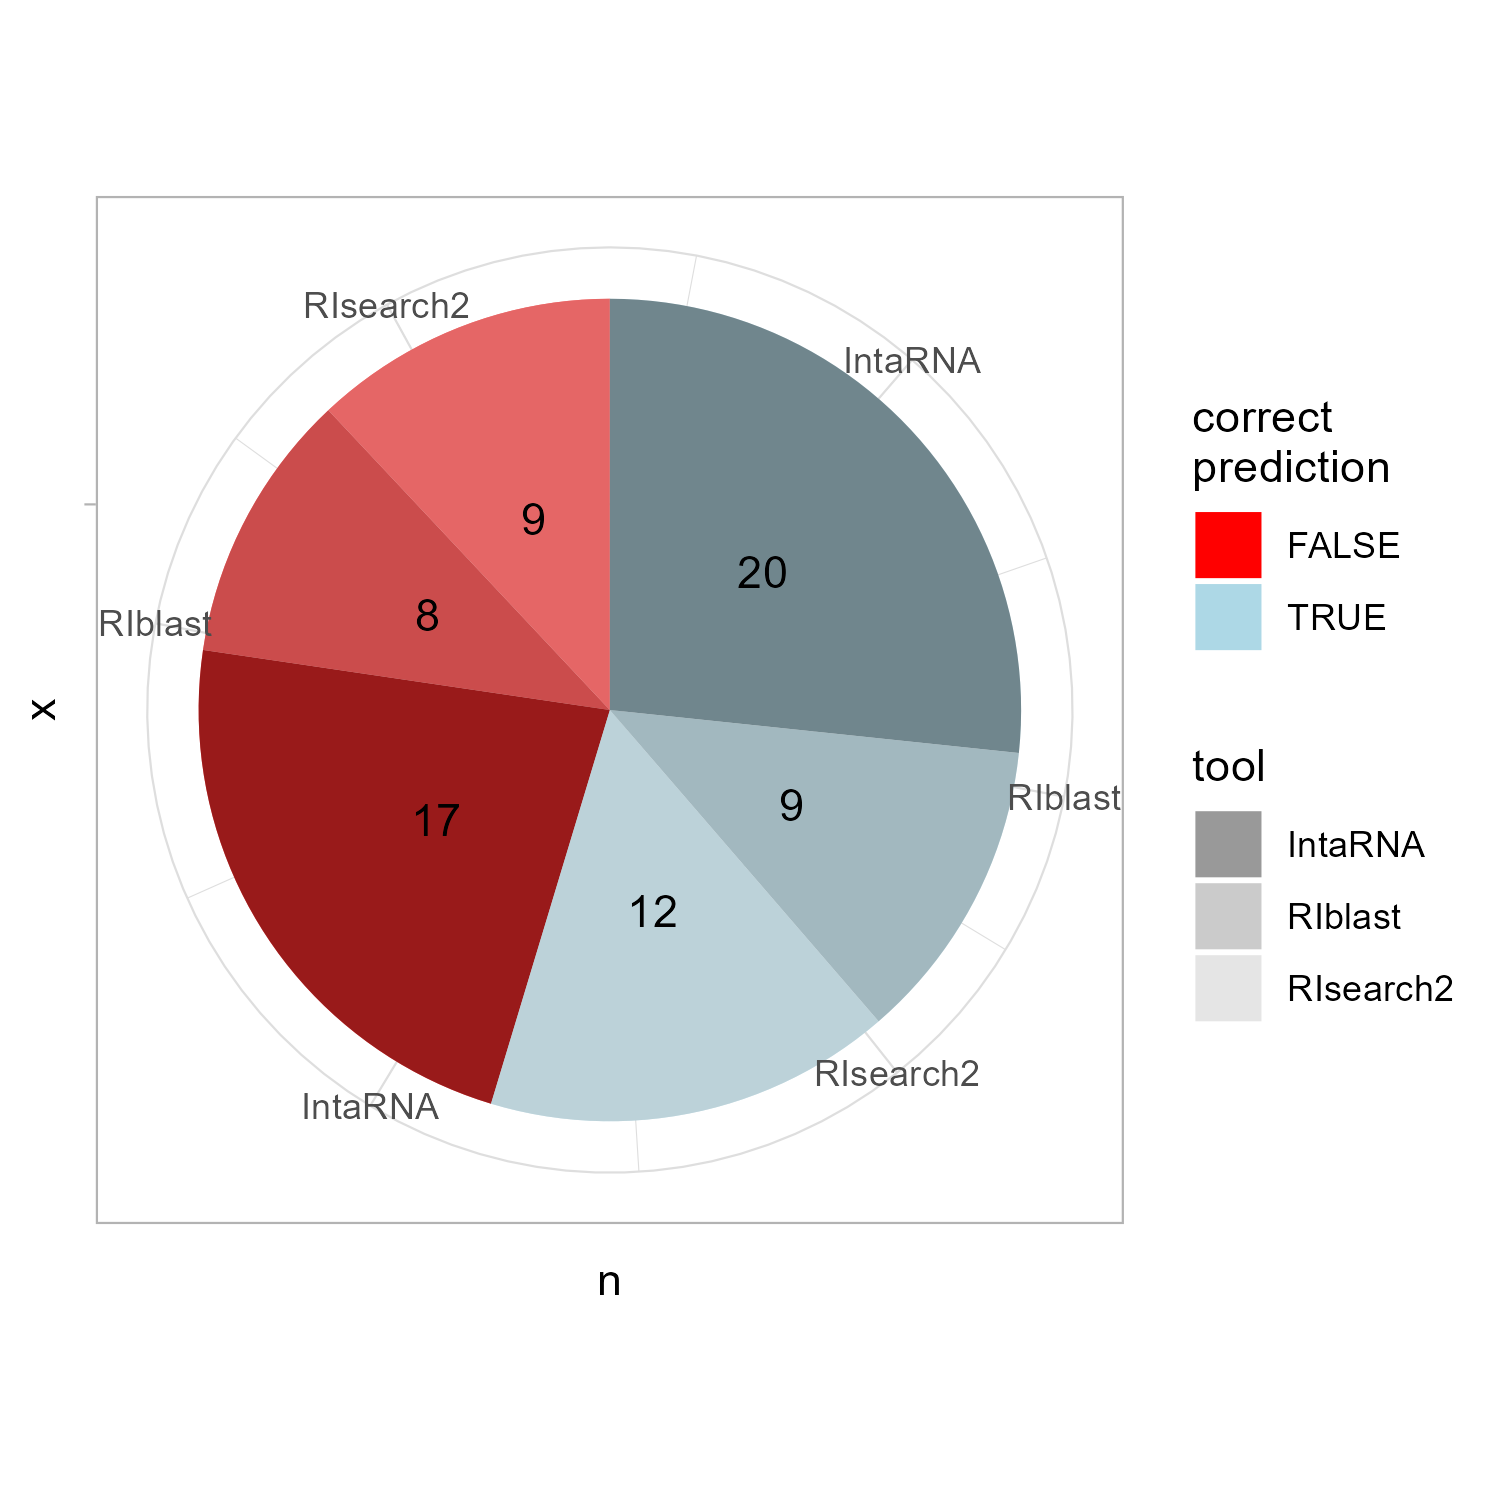 RIsearch2
IntaRNA
9
20
8
RIblast
x
17
9
RIblast
12
RIsearch2
IntaRNA
n
correct
prediction
FALSE
TRUE
tool
IntaRNA
RIblast
RIsearch2